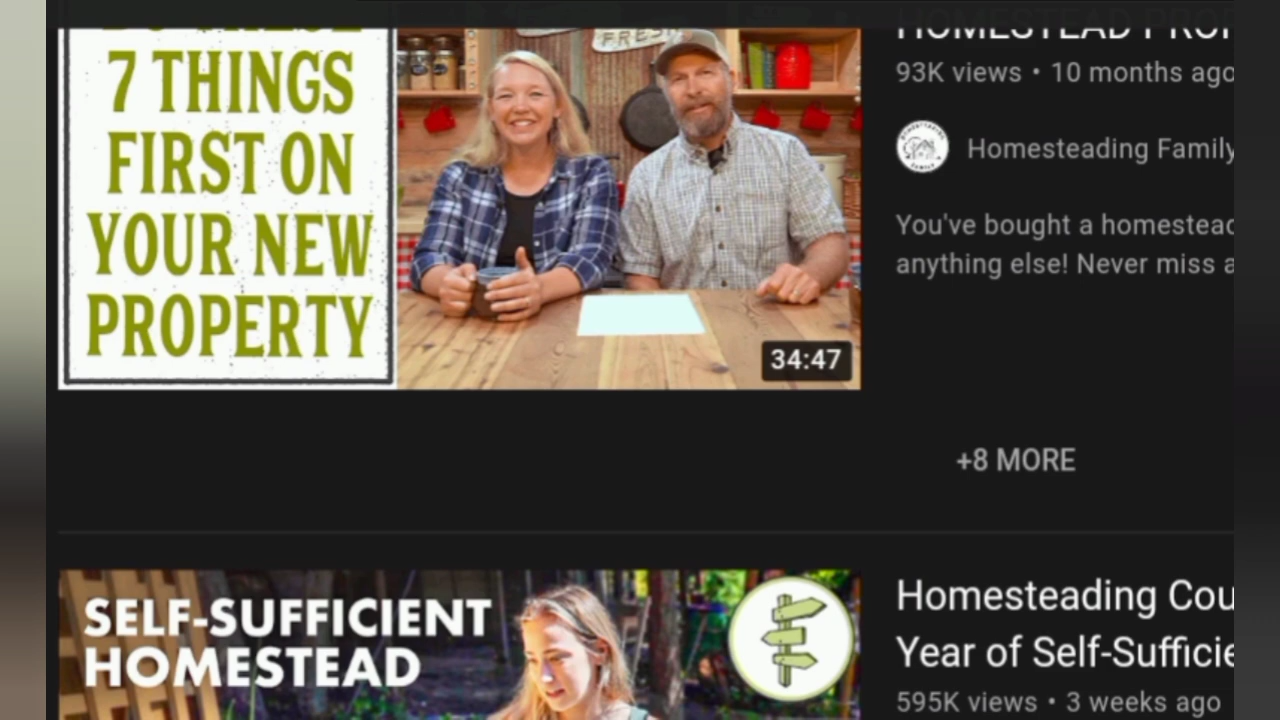 7 THINGS
FIRST ON
YOUR NEW
PROPERTY
FRESH
34:47
HOMESTEAD
93K views • 10 months ago
Homesteading Family
You've bought a homestead
anything else! Never miss a
+8 MORE
SELF-SUFFICIENT
HOMESTEAD
Homesteading Cou
Year of Self-Sufficie
595K views • 3 weeks ago